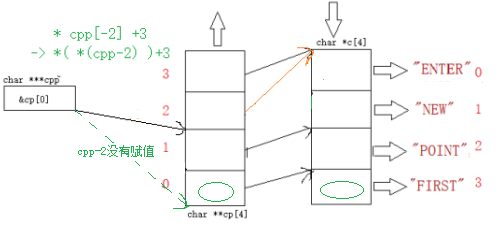 * cpp[-2] +3
-> *( *(cpp-2) )+3
char *c[4]
char ***cpp
&cp[0]
3
2
1
0
"ENTER" 0
"NEW" 1
"POINT" 2
"FIRST" 3
cpp-2没有赋值
char **cp[4]